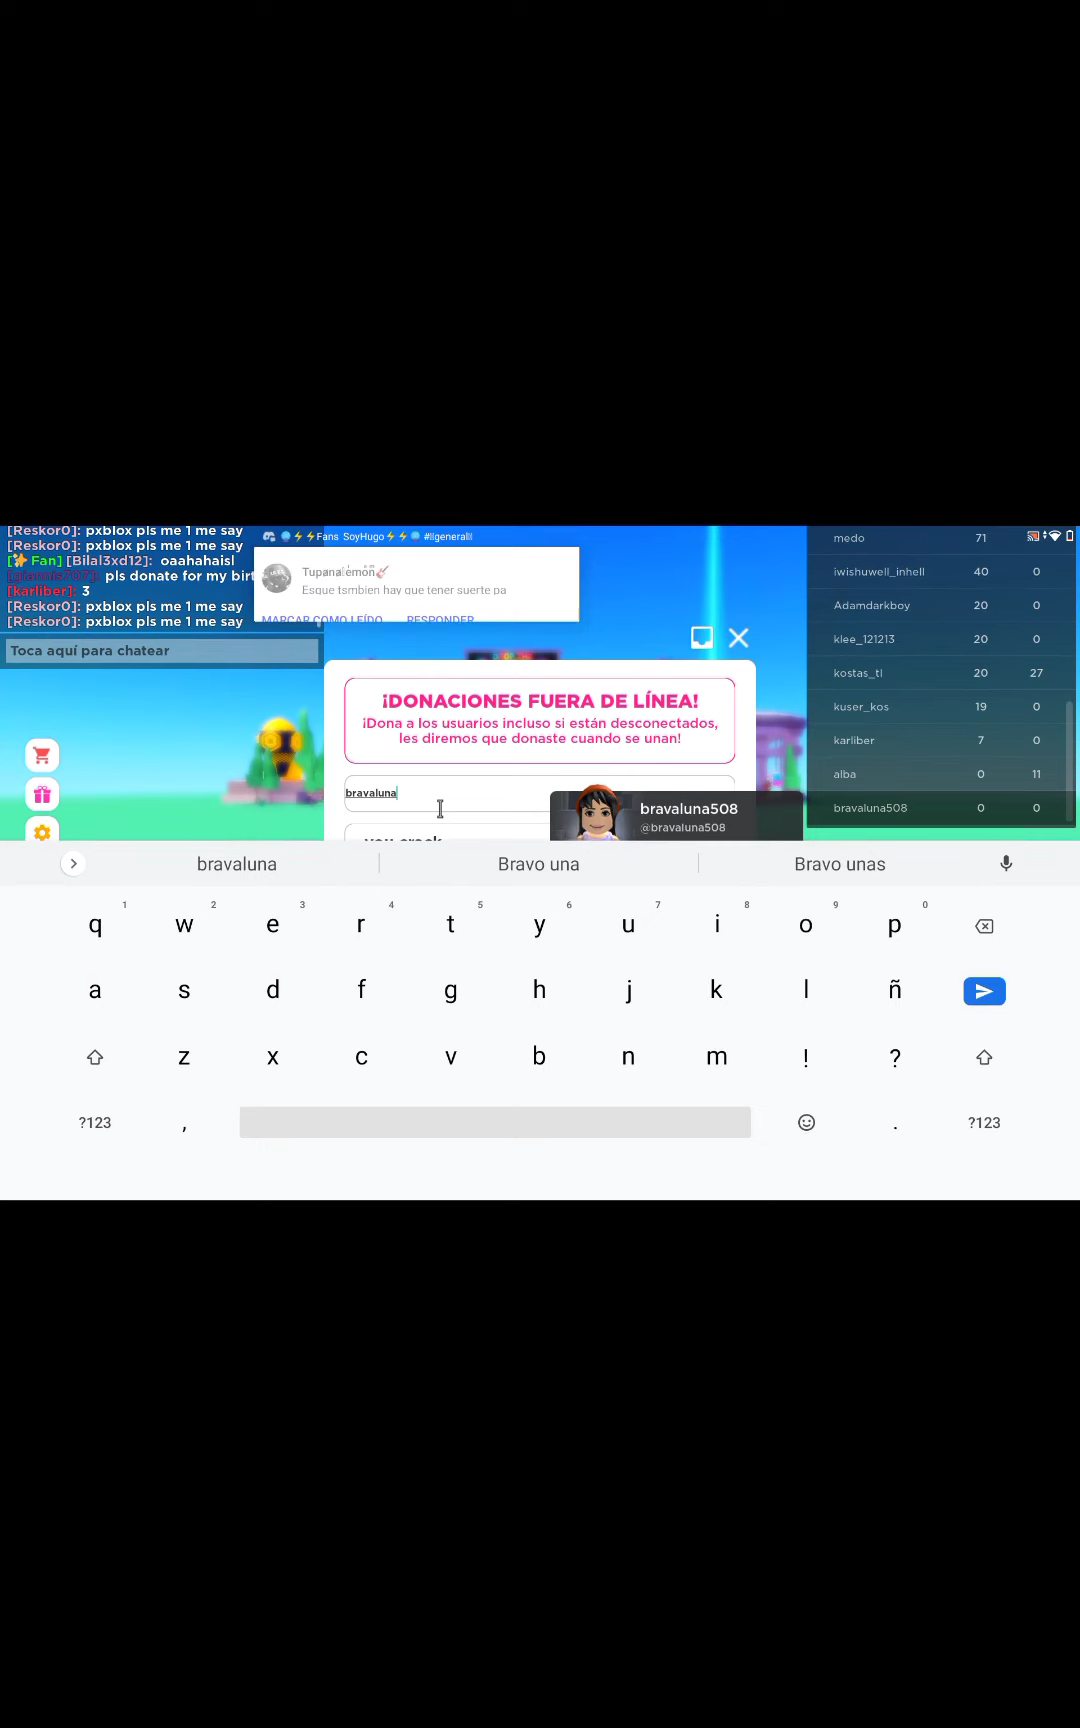 [Reskor0]: pxblox pls me 1 me say
[Reskor0]: pxblox pls me 1 me say
[✨ Fan] [Bilal3xd12]: oaahahaisl
[giannis707]: pls donate for my birt
[karliber]: 3
[Reskor0]: pxblox pls me 1 me say
[Reskor0]: pxblox pls me 1 me say
Toca aquí para chatear
⚡⚡Fans SoyHugo⚡⚡ #general
Esque tsmbien hay que tener suerte pa
MARCAR COMO LEÍDO RESPONDER
¡DONACIONES FUERA DE LÍNEA!
¡Dona a los usuarios incluso si están desconectados,
les diremos que donaste cuando se unan!
bravaluna
bravaluna508
@bravaluna508
medo 71
iwishuwell_inhell 40 0
Adamdarkboy 20 0
klee_121213 20 0
kostas_tl 20 27
kuser_kos 19 0
karliber 7 0
alba 0 11
bravaluna508 0 0
bravaluna Bravo una Bravo unas
1 2 3 4 5 6 7 8 9 0
q w e r t y u i o p
a s d f g h j k l ñ
z x c v b n m ! ?
?123 , . ?123